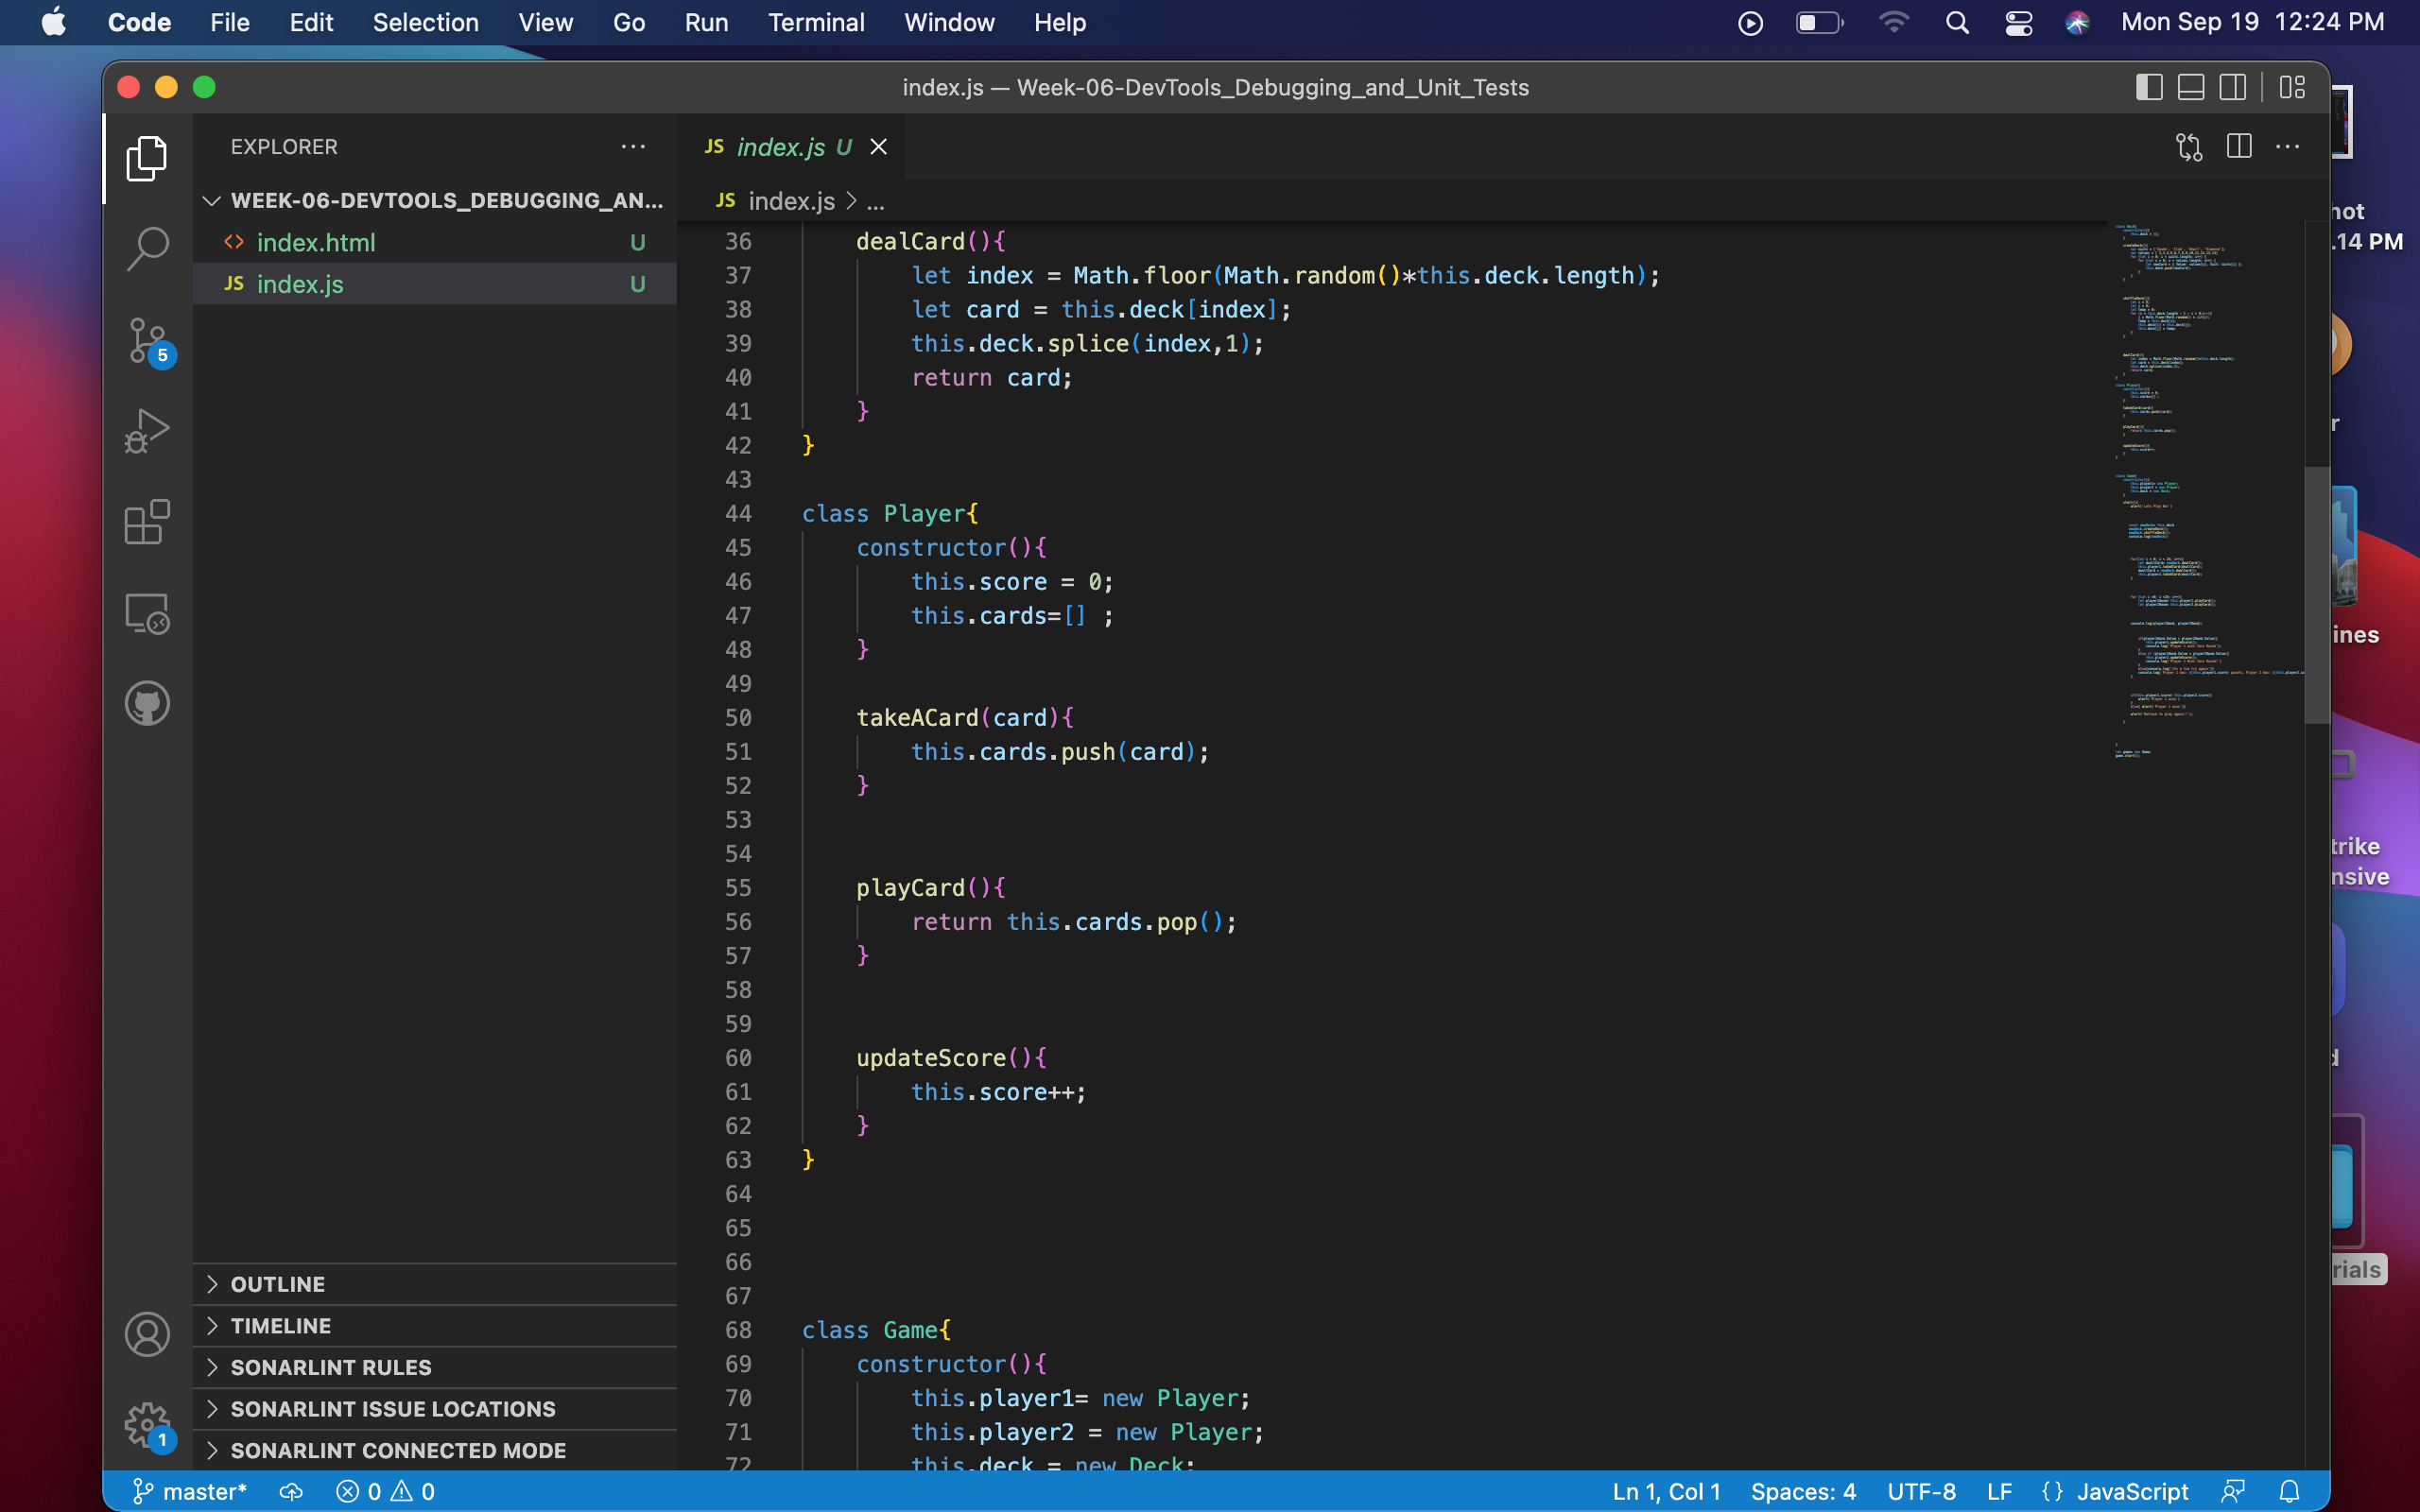 Code File Edit Selection View Go Run Terminal Window Help Mon Sep 19 12:24 PM
index.js — Week-06-DevTools_Debugging_and_Unit_Tests
EXPLORER
WEEK-06-DEVTOOLS_DEBUGGING_AN...
<> index.html U
JS index.js U
5
OUTLINE
TIMELINE
SONARLINT RULES
SONARLINT ISSUE LOCATIONS
SONARLINT CONNECTED MODE
1
JS index.js U
JS index.js > ...
36 dealCard(){
37 let index = Math.floor(Math.random()*this.deck.length);
38 let card = this.deck[index];
39 this.deck.splice(index,1);
40 return card;
41 }
42 }
43
44 class Player{
45 constructor(){
46 this.score = 0;
47 this.cards=[] ;
48 }
49
50 takeACard(card){
51 this.cards.push(card);
52 }
53
54
55 playCard(){
56 return this.cards.pop();
57 }
58
59
60 updateScore(){
61 this.score++;
62 }
63 }
64
65
66
67
68 class Game{
69 constructor(){
70 this.player1= new Player;
71 this.player2 = new Player;
72 this.deck = new Deck;
master* 0 0 Ln 1, Col 1 Spaces: 4 UTF-8 LF {} JavaScript
.14 PM
ines
trike
nsive
rials